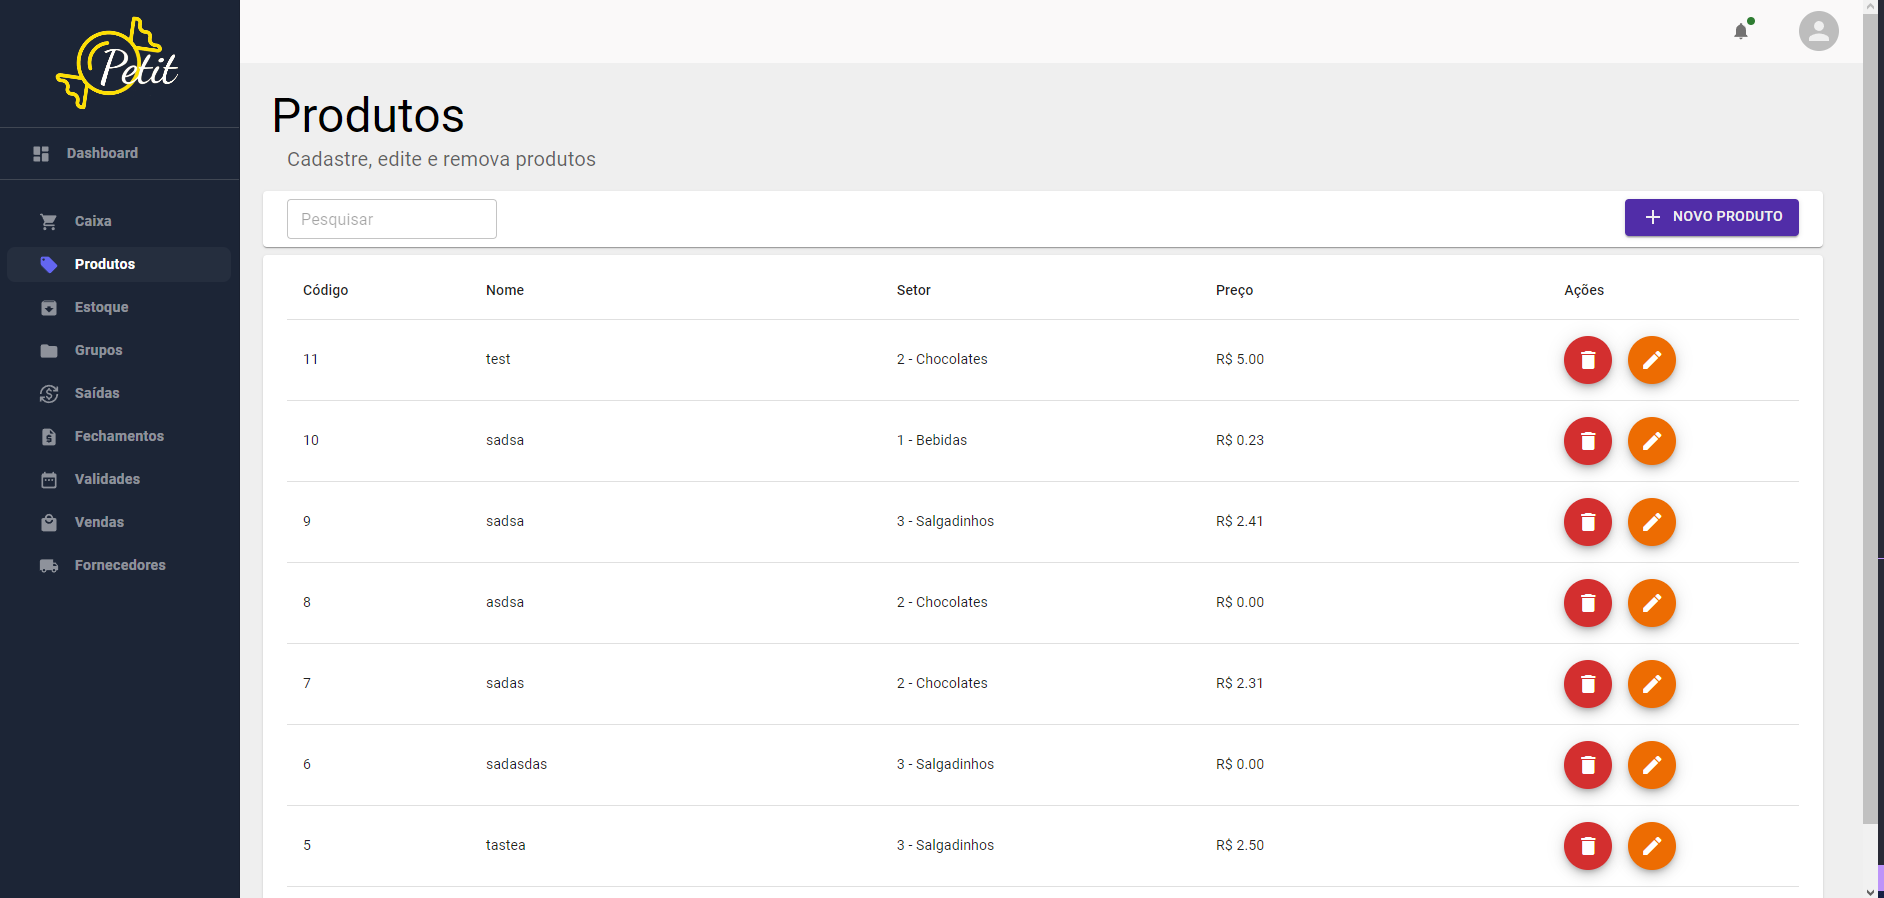 Petit
Dashboard
Caixa
Produtos
Estoque
Grupos
Saídas
Fechamentos
Validades
Vendas
Fornecedores
Produtos
Cadastre, edite e remova produtos
Pesquisar
NOVO PRODUTO
Código Nome Setor Preço Ações
11 test 2 - Chocolates R$ 5.00
10 sadsa 1 - Bebidas R$ 0.23
9 sadsa 3 - Salgadinhos R$ 2.41
8 asdsa 2 - Chocolates R$ 0.00
7 sadas 2 - Chocolates R$ 2.31
6 sadasdas 3 - Salgadinhos R$ 0.00
5 tastea 3 - Salgadinhos R$ 2.50